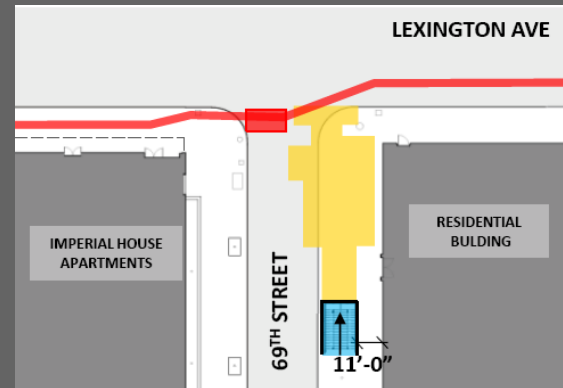 LEXINGTON AVE
IMPERIAL HOUSE
APARTMENTS
RESIDENTIAL
BULDING
69TH STREET
11'-0"